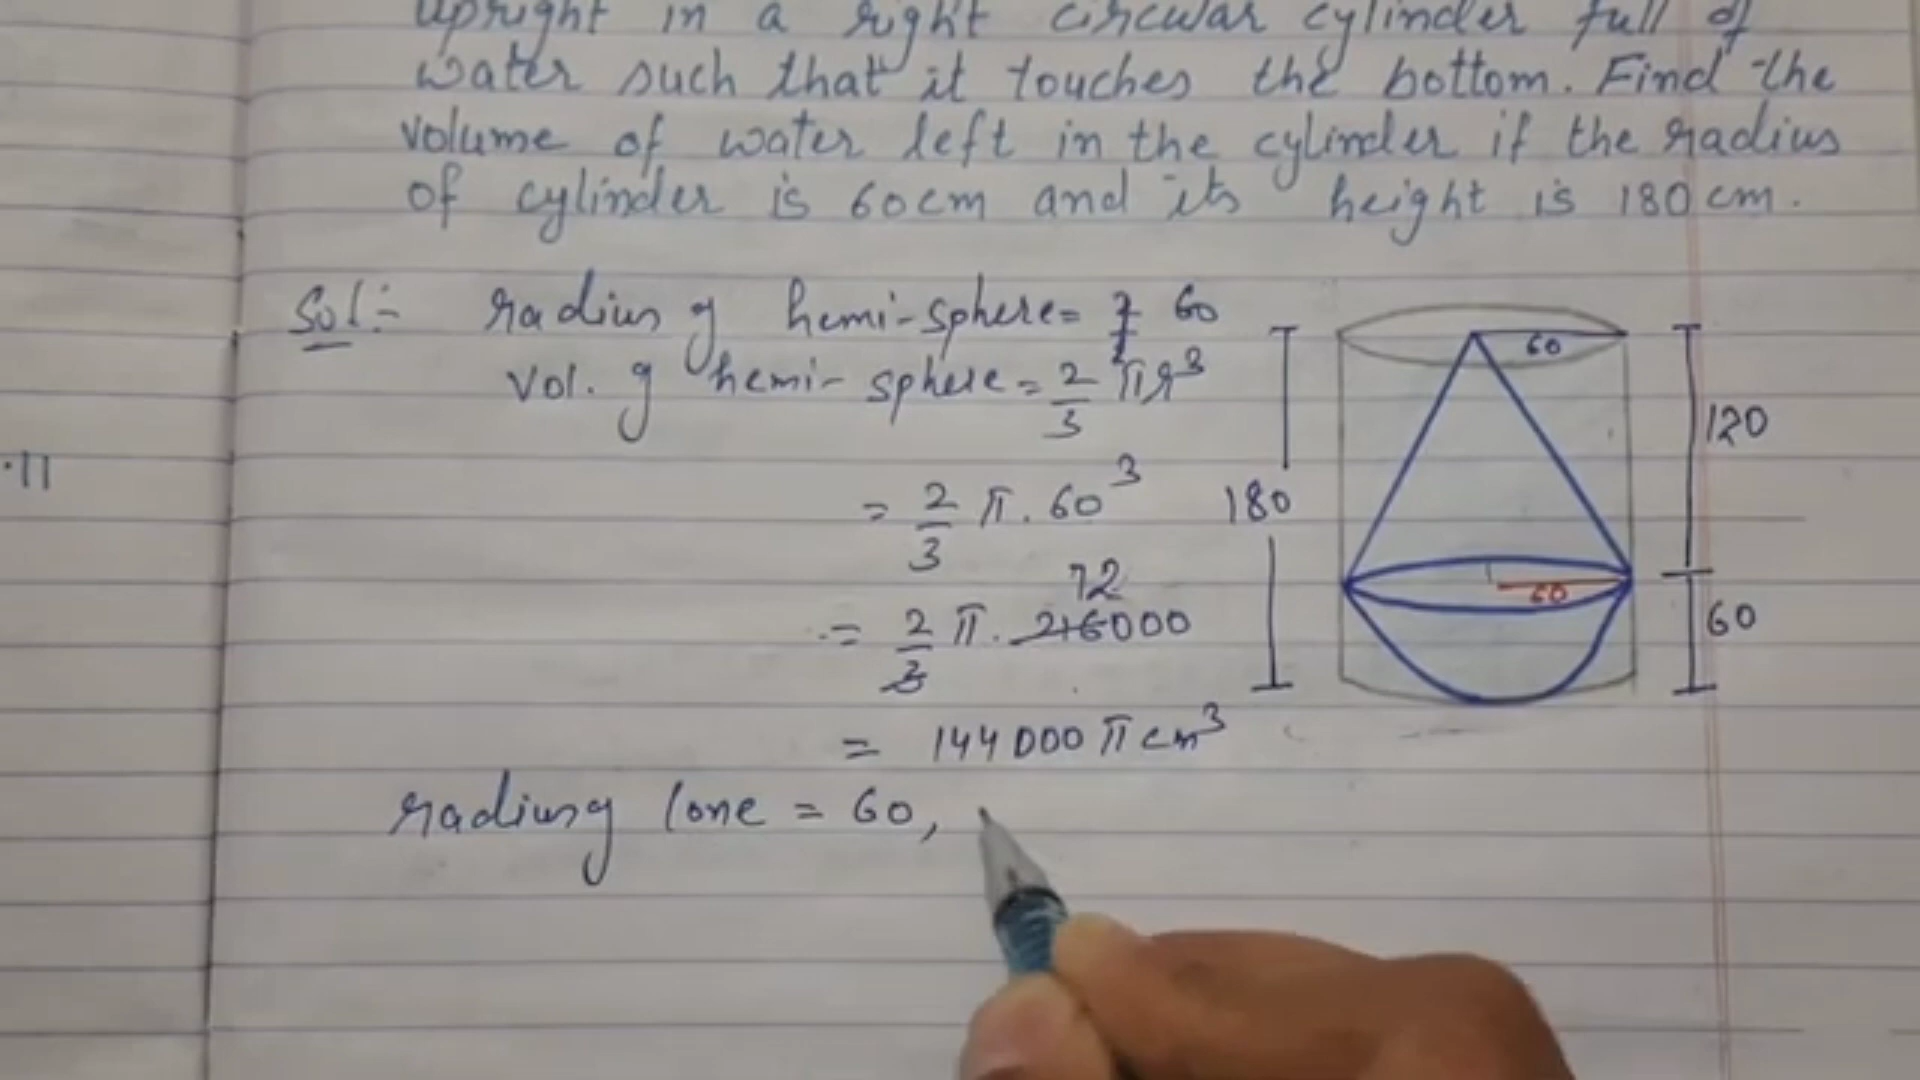 upright in a right circular cylinder full of
water such that it touches the bottom. Find the
volume of water left in the cylinder if the radius
of cylinder is 60cm and its height is 180 cm.
Sol:- radius of hemi-sphere = 60
vol. of hemi-sphere = 2/3 πr³
= 2/3 π. 60³
72
= 2/3 π. 216000
= 144000 π cm³
radius of cone = 60,
.11
60
120
180
60
60